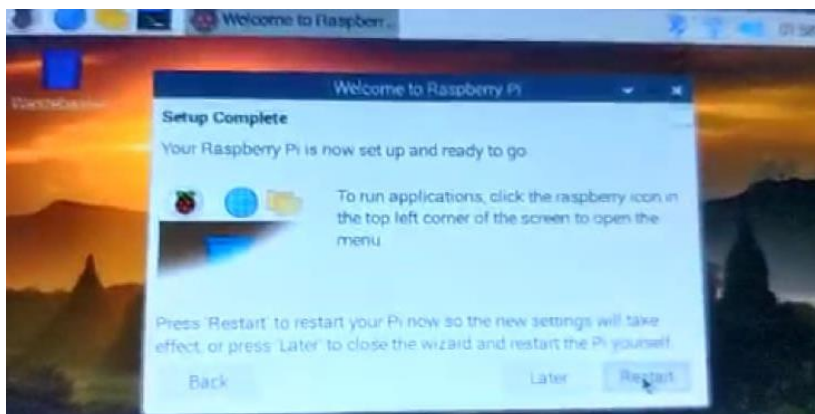 Welcome to Raspberr...
Welcome to Raspberry Pi
Setup Complete
Your Raspberry Pi is now set up and ready to go
To run applications, click the raspberry icon in
the top left corner of the screen to open the
menu
Press 'Restart' to restart your Pi now so the new settings will take
effect, or press 'Later' to close the wizard and restart the Pi yourself.
Back
Later
Restart